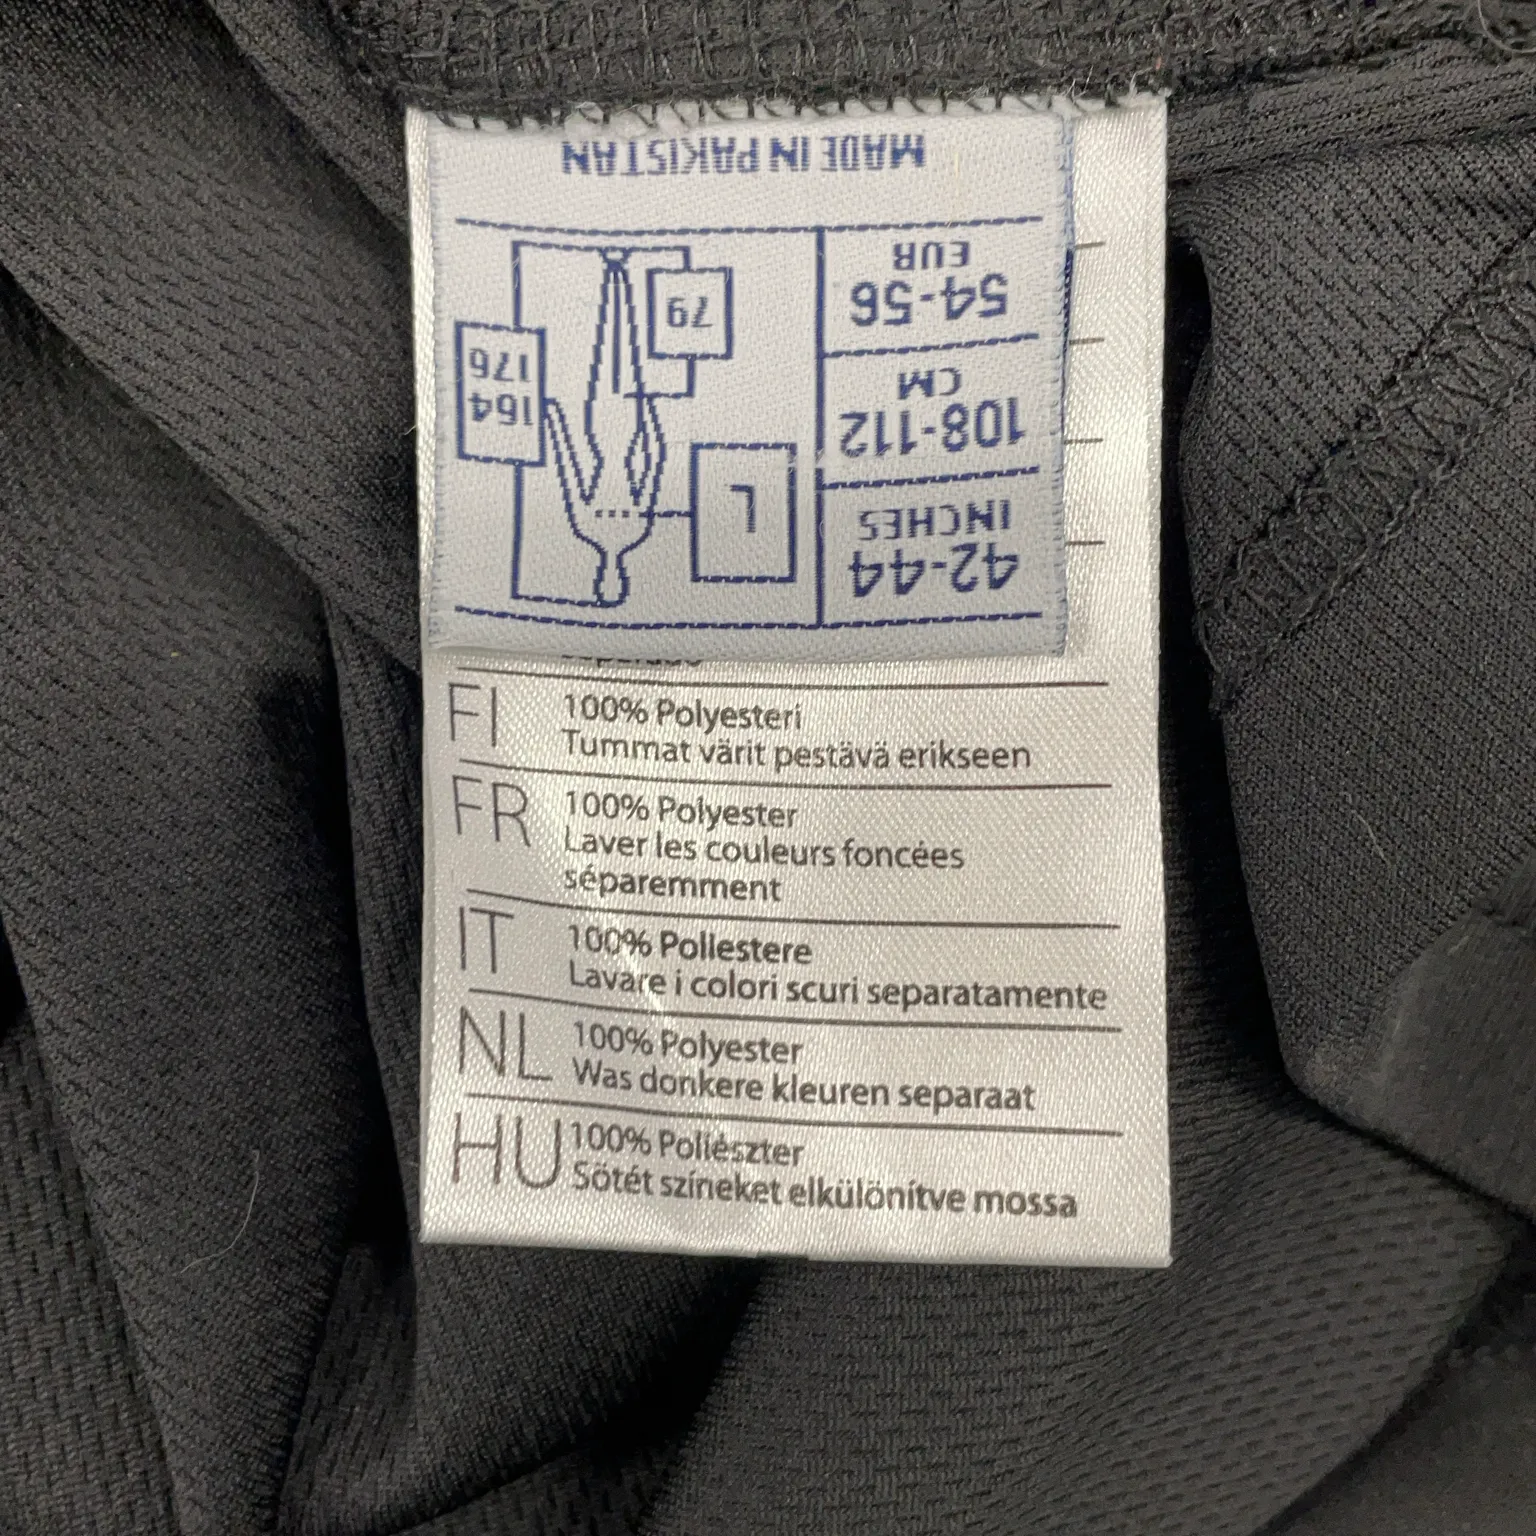 MADE IN PAKISTAN
54-56
EUR
108-112
CM
42-44
INCHES
79
164
176
L
FI
100% Polyesteri
Tummat värit pestävä erikseen
FR
100% Polyester
Laver les couleurs foncées
séparemment
IT
100% Poliestere
Lavare i colori scuri separatamente
NL
100% Polyester
Was donkere kleuren separaat
HU
100% Poliészter
Sötét színeket elkülönítve mossa